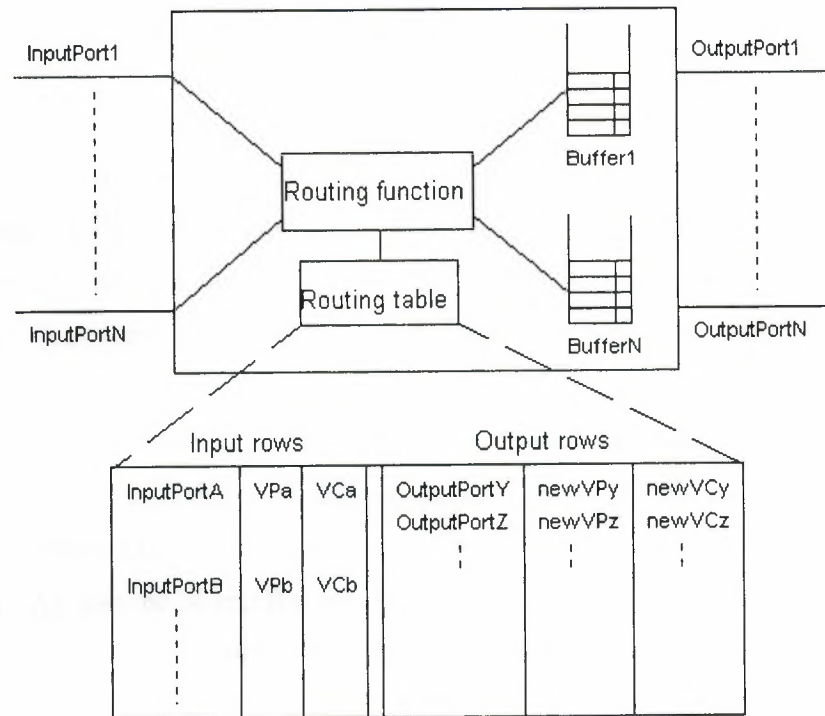 InputPort1
OutputPort1
Buffer1
Routing function
Routing table
InputPortN
BufferN
OutputPortN
Input rows
Output rows
InputPortA VPa VCa OutputPortY newVPy newVCy
OutputPortZ newVPz newVCz
InputPortB VPb VCb